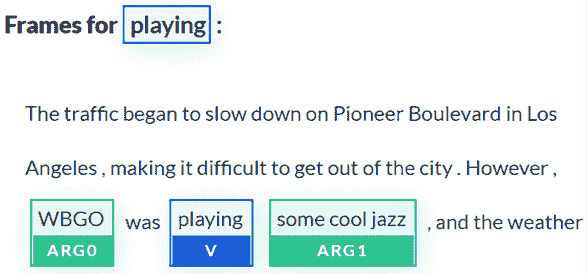 Frames for playing :
The traffic began to slow down on Pioneer Boulevard in Los
Angeles , making it difficult to get out of the city . However ,
WBGO was playing some cool jazz , and the weather
ARG0 V ARG1